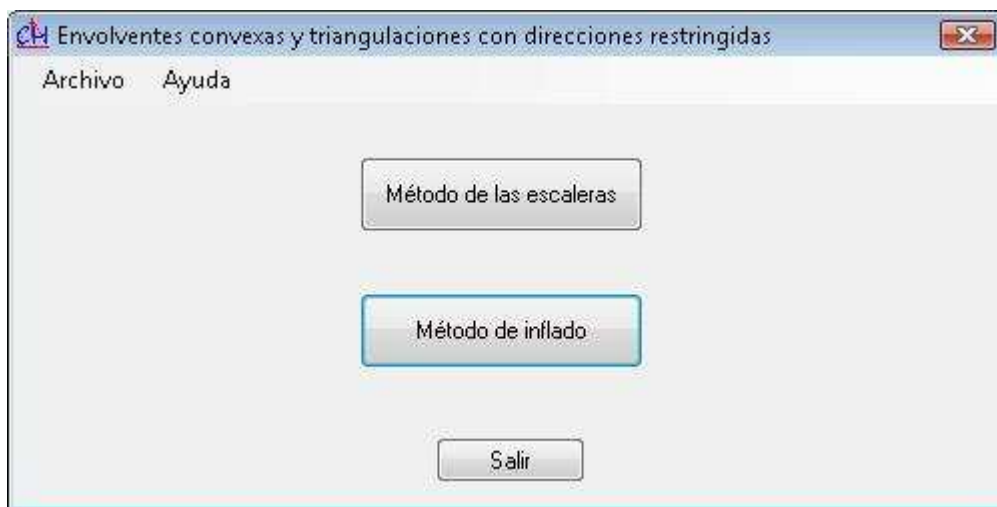 CH Envolventes convexas y triangulaciones con direcciones restringidas
Archivo Ayuda
Método de las escaleras
Método de inflado
Salir